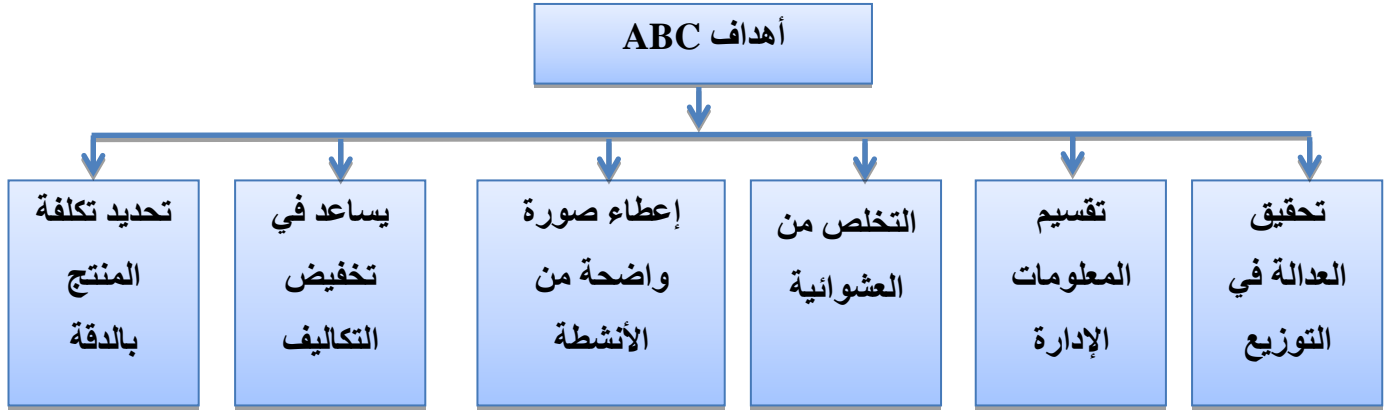 أهداف ABC
تحقيق
العدالة في
التوزيع
تقسيم
المعلومات
الإدارة
التخلص من
العشوائية
إعطاء صورة
واضحة من
الأنشطة
يساعد في
تخفيض
التكاليف
تحديد تكلفة
المنتج
بالدقة